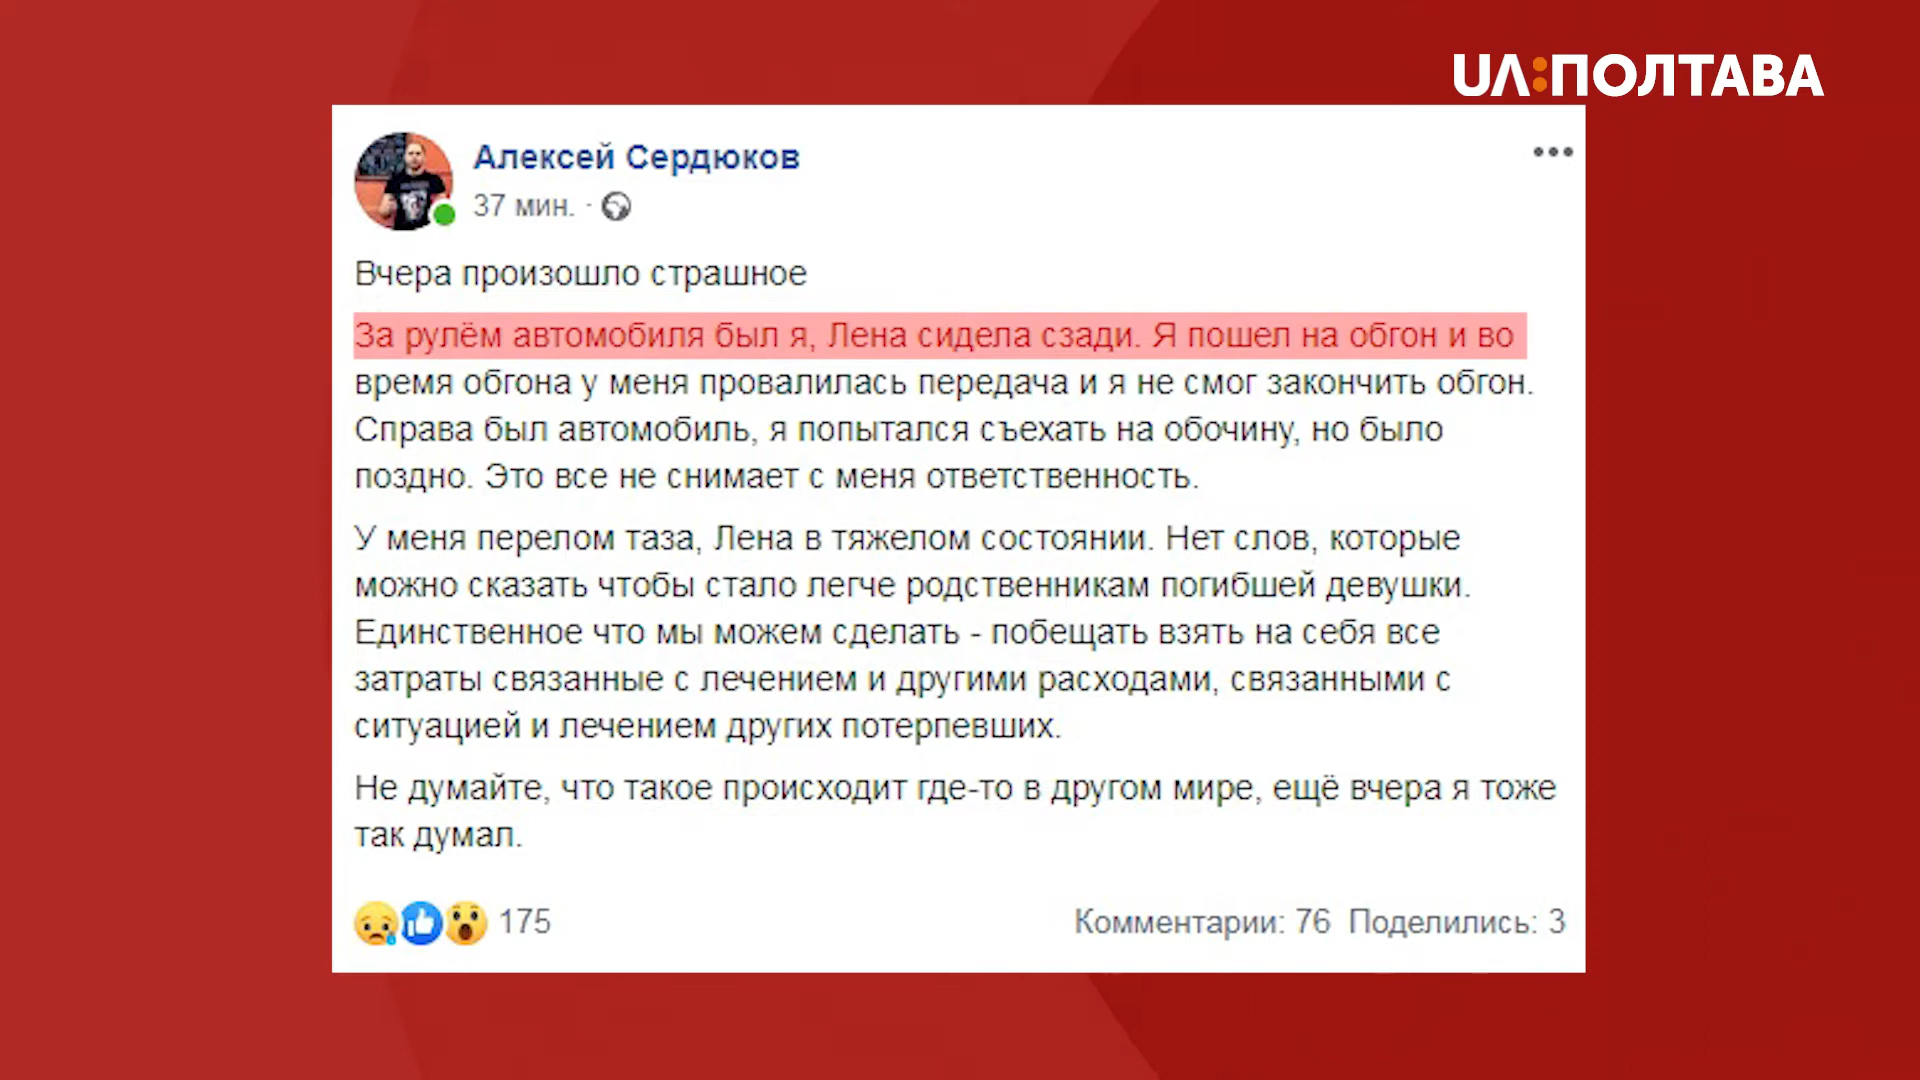 UA:ПОЛТАВА
Алексей Сердюков
37 мин. ·
Вчера произошло страшное
За рулём автомобиля был я, Лена сидела сзади. Я пошел на обгон и во
время обгона у меня провалилась передача и я не смог закончить обгон.
Справа был автомобиль, я попытался съехать на обочину, но было
поздно. Это все не снимает с меня ответственность.
У меня перелом таза, Лена в тяжелом состоянии. Нет слов, которые
можно сказать чтобы стало легче родственникам погибшей девушки.
Единственное что мы можем сделать - побещать взять на себя все
затраты связанные с лечением и другими расходами, связанными с
ситуацией и лечением других потерпевших.
Не думайте, что такое происходит где-то в другом мире, ещё вчера я тоже
так думал.
175
Комментарии: 76 Поделились: 3